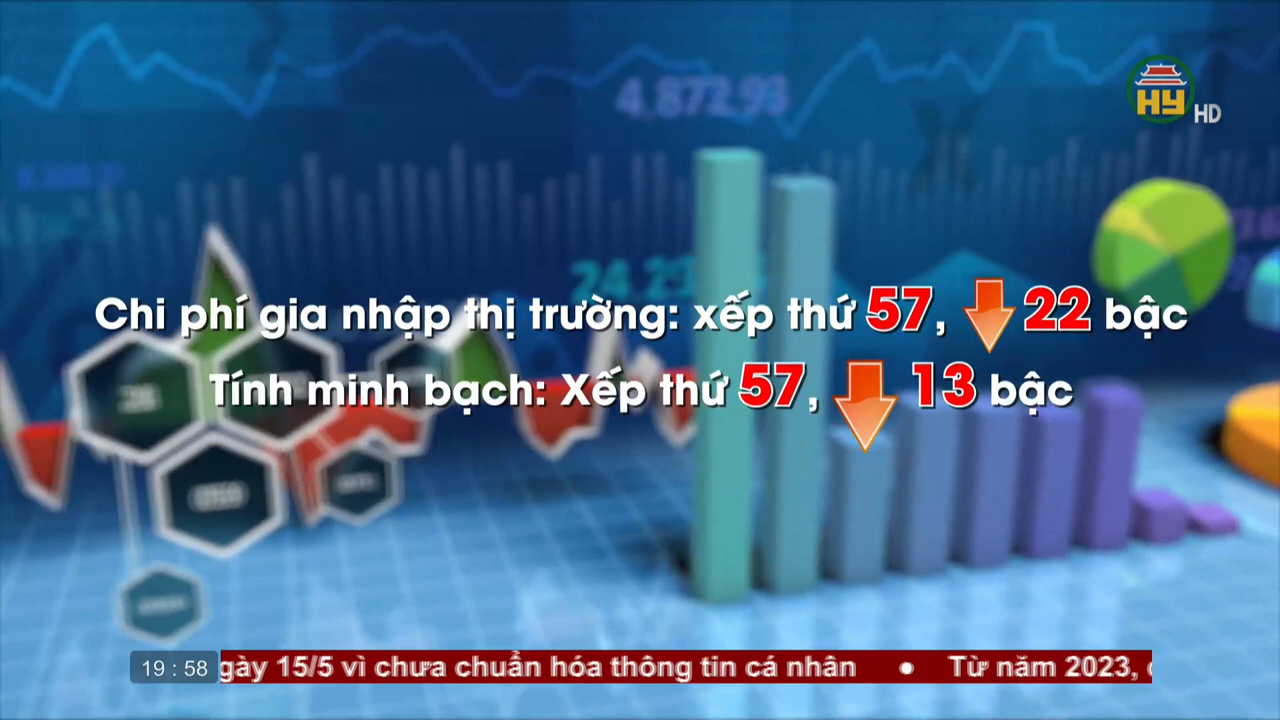 4,872,98
HY HD
Chi phí gia nhập thị trường: xếp thứ 57, 22 bậc
Tính minh bạch: Xếp thứ 57, 13 bậc
19 : 58 gày 15/5 vì chưa chuẩn hóa thông tin cá nhân • Từ năm 2023,